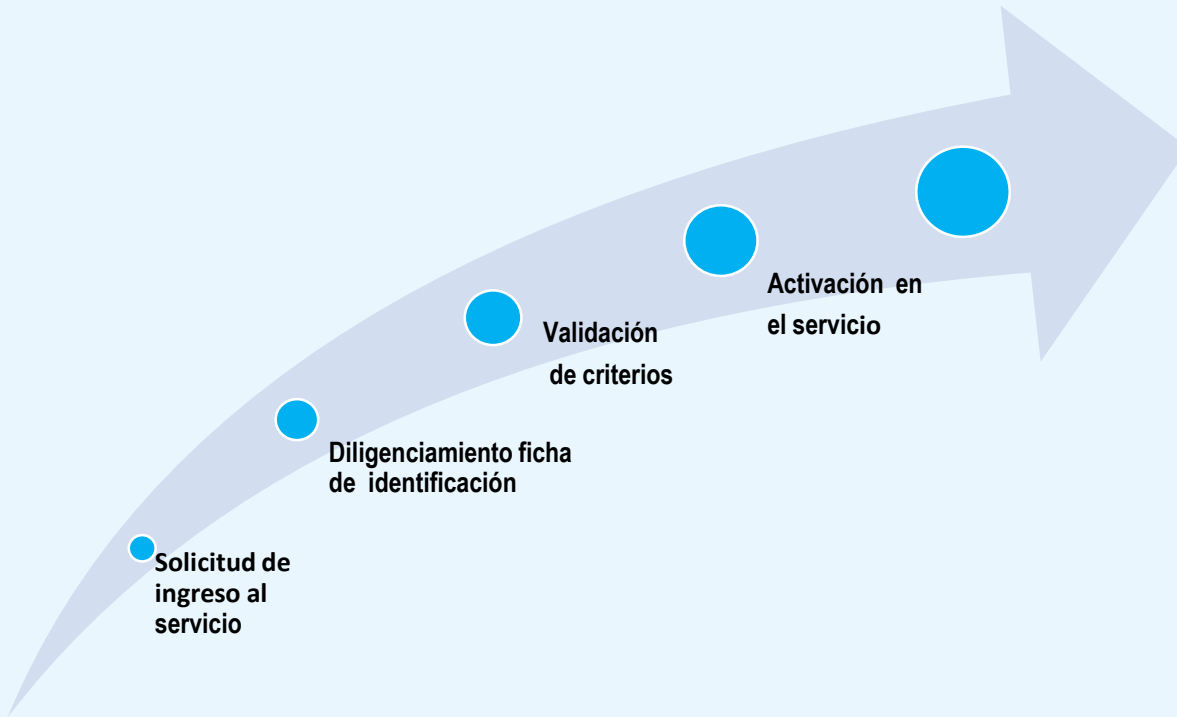 Solicitud de
ingreso al
servicio
Diligenciamiento ficha
de identificación
Validación
de criterios
Activación en
el servicio